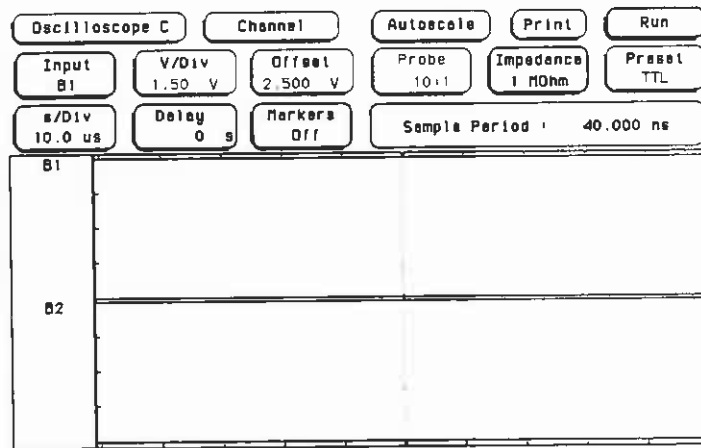 Oscilloscope C Channel Autoscale Print Run
Input B1 V/Div 1.50 V Offset 2.500 V Probe 10:1 Impedance 1 MOhm Preset TTL
s/Div 10.0 us Delay 0 s Markers Off Sample Period : 40.000 ns
B1
B2